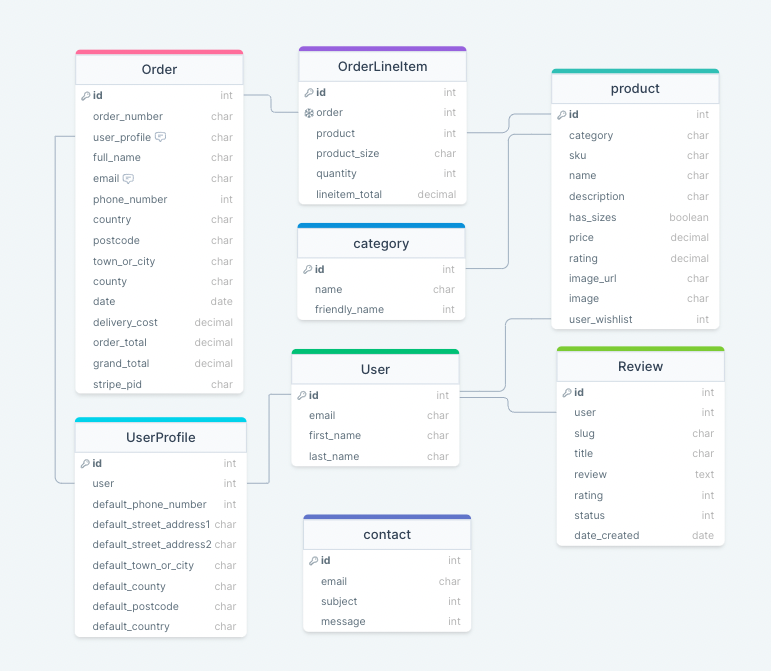 Order
id int
order_number char
user_profile char
full_name char
email char
phone_number int
country char
postcode char
town_or_city char
county char
date date
delivery_cost decimal
order_total decimal
grand_total decimal
stripe_pid char
OrderLineItem
id int
order int
product int
product_size char
quantity int
lineitem_total decimal
product
id int
category char
sku char
name char
description char
has_sizes boolean
price decimal
rating decimal
image_url char
image char
user_wishlist int
category
id int
name char
friendly_name int
User
id int
email char
first_name char
last_name char
Review
id int
user int
slug char
title char
review text
rating int
status int
date_created date
UserProfile
id int
user int
default_phone_number int
default_street_address1 char
default_street_address2 char
default_town_or_city char
default_county char
default_postcode char
default_country char
contact
id int
email char
subject int
message int